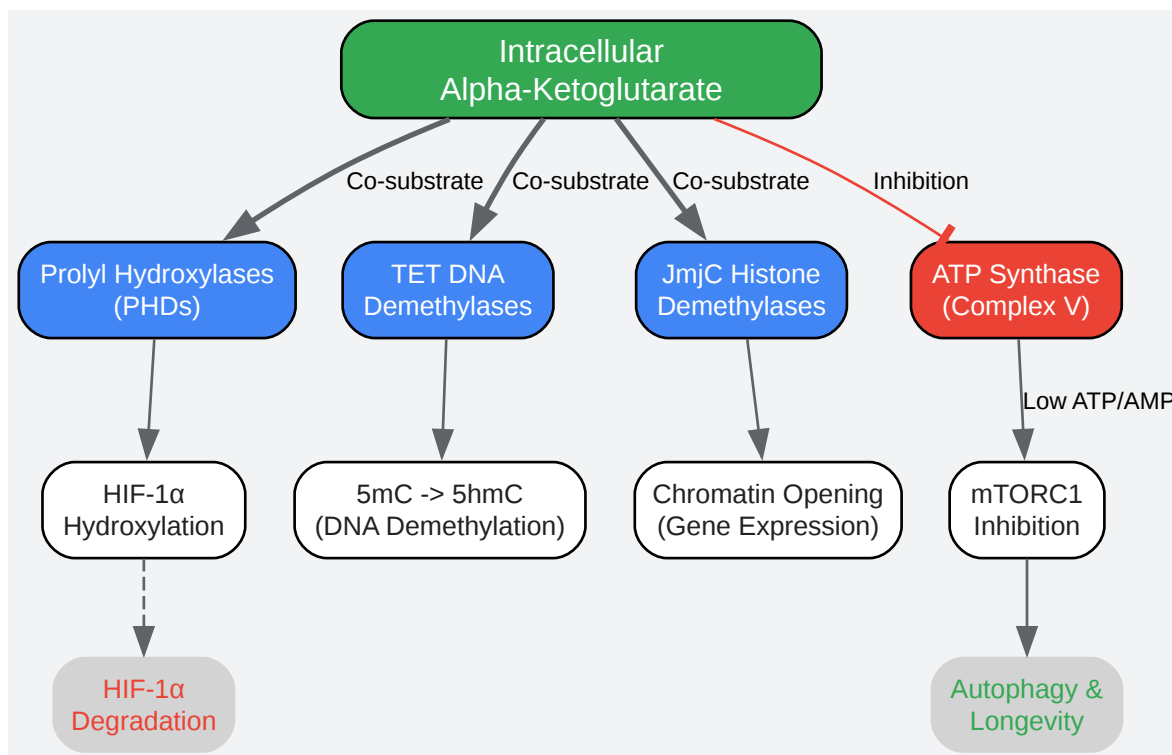 Intracellular
Alpha-Ketoglutarate
Co-substrate
Co-substrate
Co-substrate
Inhibition
Prolyl Hydroxylases
(PHDs)
TET DNA
Demethylases
JmjC Histone
Demethylases
ATP Synthase
(Complex V)
Low ATP/AMP
HIF-1α
Hydroxylation
5mC -> 5hmC
(DNA Demethylation)
Chromatin Opening
(Gene Expression)
mTORC1
Inhibition
HIF-1α
Degradation
Autophagy &
Longevity